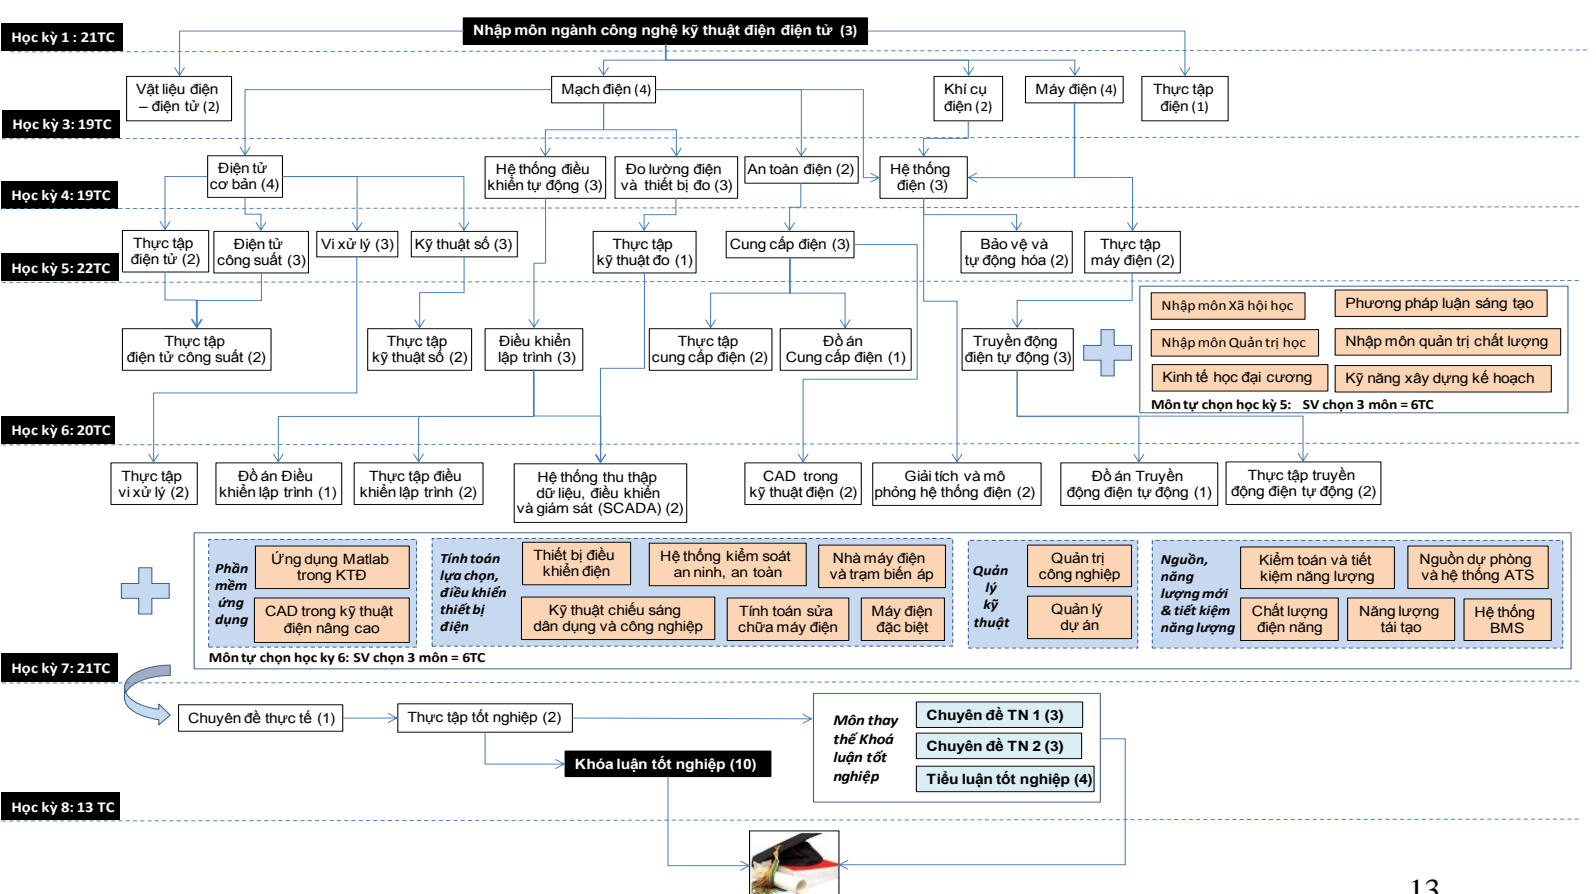 Học kỳ 1 : 21TC
Nhập môn ngành công nghệ kỹ thuật điện điện tử (3)
Vật liệu điện
– điện tử (2)
Mạch điện (4)
Khí cụ
điện (2)
Máy điện (4)
Thực tập
điện (1)
Học kỳ 3: 19TC
Điện tử
cơ bản (4)
Hệ thống điều
khiển tự động (3)
Đo lường điện
và thiết bị đo (3)
An toàn điện (2)
Hệ thống
điện (3)
Học kỳ 4: 19TC
Thực tập
điện tử (2)
Điện tử
công suất (3)
Vi xử lý (3)
Kỹ thuật số (3)
Thực tập
kỹ thuật đo (1)
Cung cấp điện (3)
Bảo vệ và
tự động hóa (2)
Thực tập
máy điện (2)
Học kỳ 5: 22TC
Thực tập
điện tử công suất (2)
Thực tập
kỹ thuật số (2)
Điều khiển
lập trình (3)
Thực tập
cung cấp điện (2)
Đồ án
Cung cấp điện (1)
Truyền động
điện tự động (3)
Nhập môn Xã hội học
Phương pháp luận sáng tạo
Nhập môn Quản trị học
Nhập môn quản trị chất lượng
Kinh tế học đại cương
Kỹ năng xây dựng kế hoạch
Môn tự chọn học kỳ 5: SV chọn 3 môn = 6TC
Học kỳ 6: 20TC
Thực tập
vi xử lý (2)
Đồ án Điều
khiển lập trình (1)
Thực tập điều
khiển lập trình (2)
Hệ thống thu thập
dữ liệu, điều khiển
và giám sát (SCADA) (2)
CAD trong
kỹ thuật điện (2)
Giải tích và mô
phỏng hệ thống điện (2)
Đồ án Truyền
động điện tự động (1)
Thực tập truyền
động điện tự động (2)
Phần
mềm
ứng
dụng
Ứng dụng Matlab
trong KTĐ
CAD trong kỹ thuật
điện nâng cao
Tính toán
lựa chọn,
điều khiển
thiết bị
điện
Thiết bị điều
khiển điện
Hệ thống kiểm soát
an ninh, an toàn
Nhà máy điện
và trạm biến áp
Kỹ thuật chiếu sáng
dân dụng và công nghiệp
Tính toán sửa
chữa máy điện
Máy điện
đặc biệt
Quản
lý
kỹ
thuật
Quản trị
công nghiệp
Quản lý
dự án
Nguồn,
năng
lượng mới
& tiết kiệm
năng lượng
Kiểm toán và tiết
kiệm năng lượng
Nguồn dự phòng
và hệ thống ATS
Chất lượng
điện năng
Năng lượng
tái tạo
Hệ thống
BMS
Môn tự chọn học ky 6: SV chọn 3 môn = 6TC
Học kỳ 7: 21TC
Chuyên đề thực tế (1)
Thực tập tốt nghiệp (2)
Khóa luận tốt nghiệp (10)
Môn thay
thế Khoá
luận tốt
nghiệp
Chuyên đề TN 1 (3)
Chuyên đề TN 2 (3)
Tiểu luận tốt nghiệp (4)
Học kỳ 8: 13 TC
13